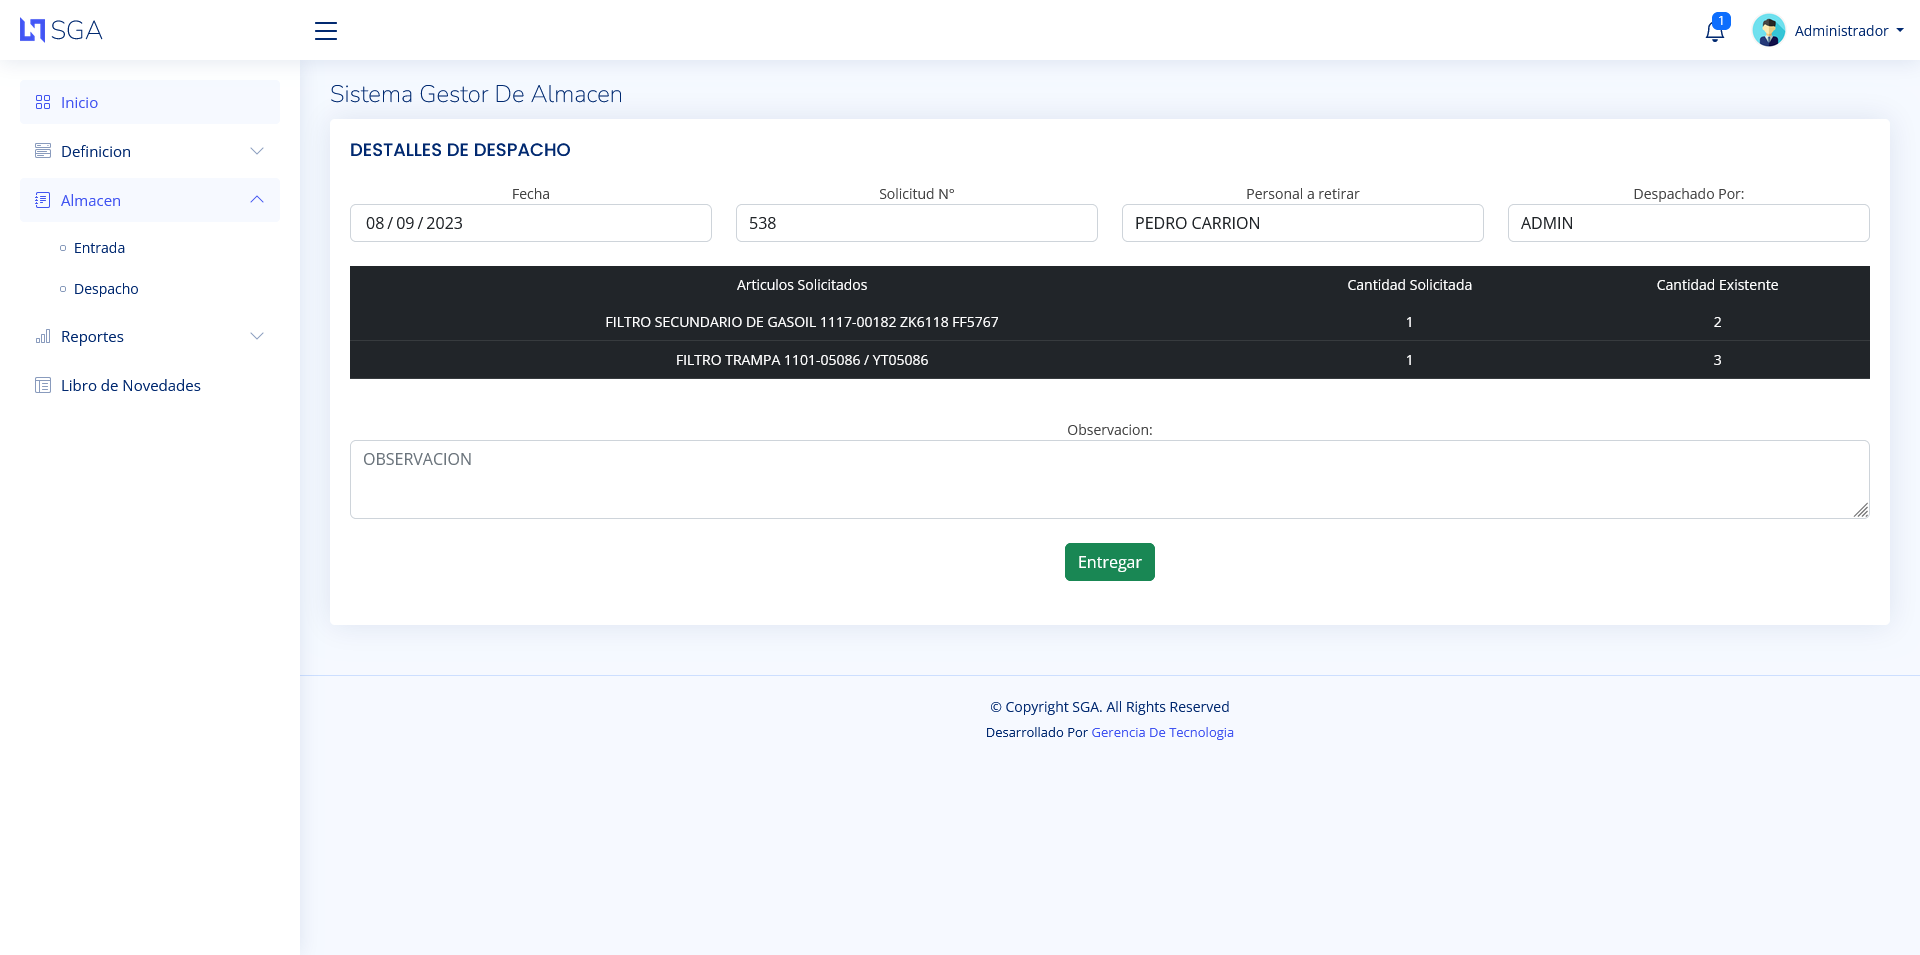 SGA
1
Administrador
Inicio
Definicion
Almacen
Entrada
Despacho
Reportes
Libro de Novedades
Sistema Gestor De Almacen
DESTALLES DE DESPACHO
Fecha Solicitud N° Personal a retirar Despachado Por:
08 / 09 / 2023 538 PEDRO CARRION ADMIN
Articulos Solicitados Cantidad Solicitada Cantidad Existente
FILTRO SECUNDARIO DE GASOIL 1117-00182 ZK6118 FF5767 1 2
FILTRO TRAMPA 1101-05086 / YT05086 1 3
Observacion:
OBSERVACION
Entregar
© Copyright SGA. All Rights Reserved
Desarrollado Por Gerencia De Tecnologia